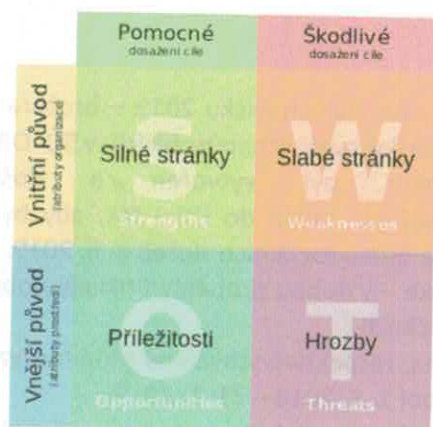 Pomocné
dosažení cíle
Škodlivé
dosažení cíle
Vnitřní původ
(atributy organizace)
S
Silné stránky
Strengths
W
Slabé stránky
Weaknesses
Vnější původ
(atributy prostředí)
O
Příležitosti
Opportunities
T
Hrozby
Threats